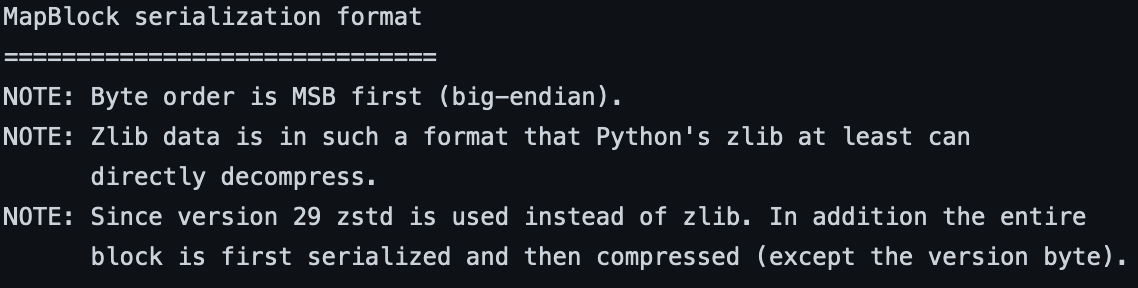 MapBlock serialization format
==============================
NOTE: Byte order is MSB first (big-endian).
NOTE: Zlib data is in such a format that Python's zlib at least can
      directly decompress.
NOTE: Since version 29 zstd is used instead of zlib. In addition the entire
      block is first serialized and then compressed (except the version byte).